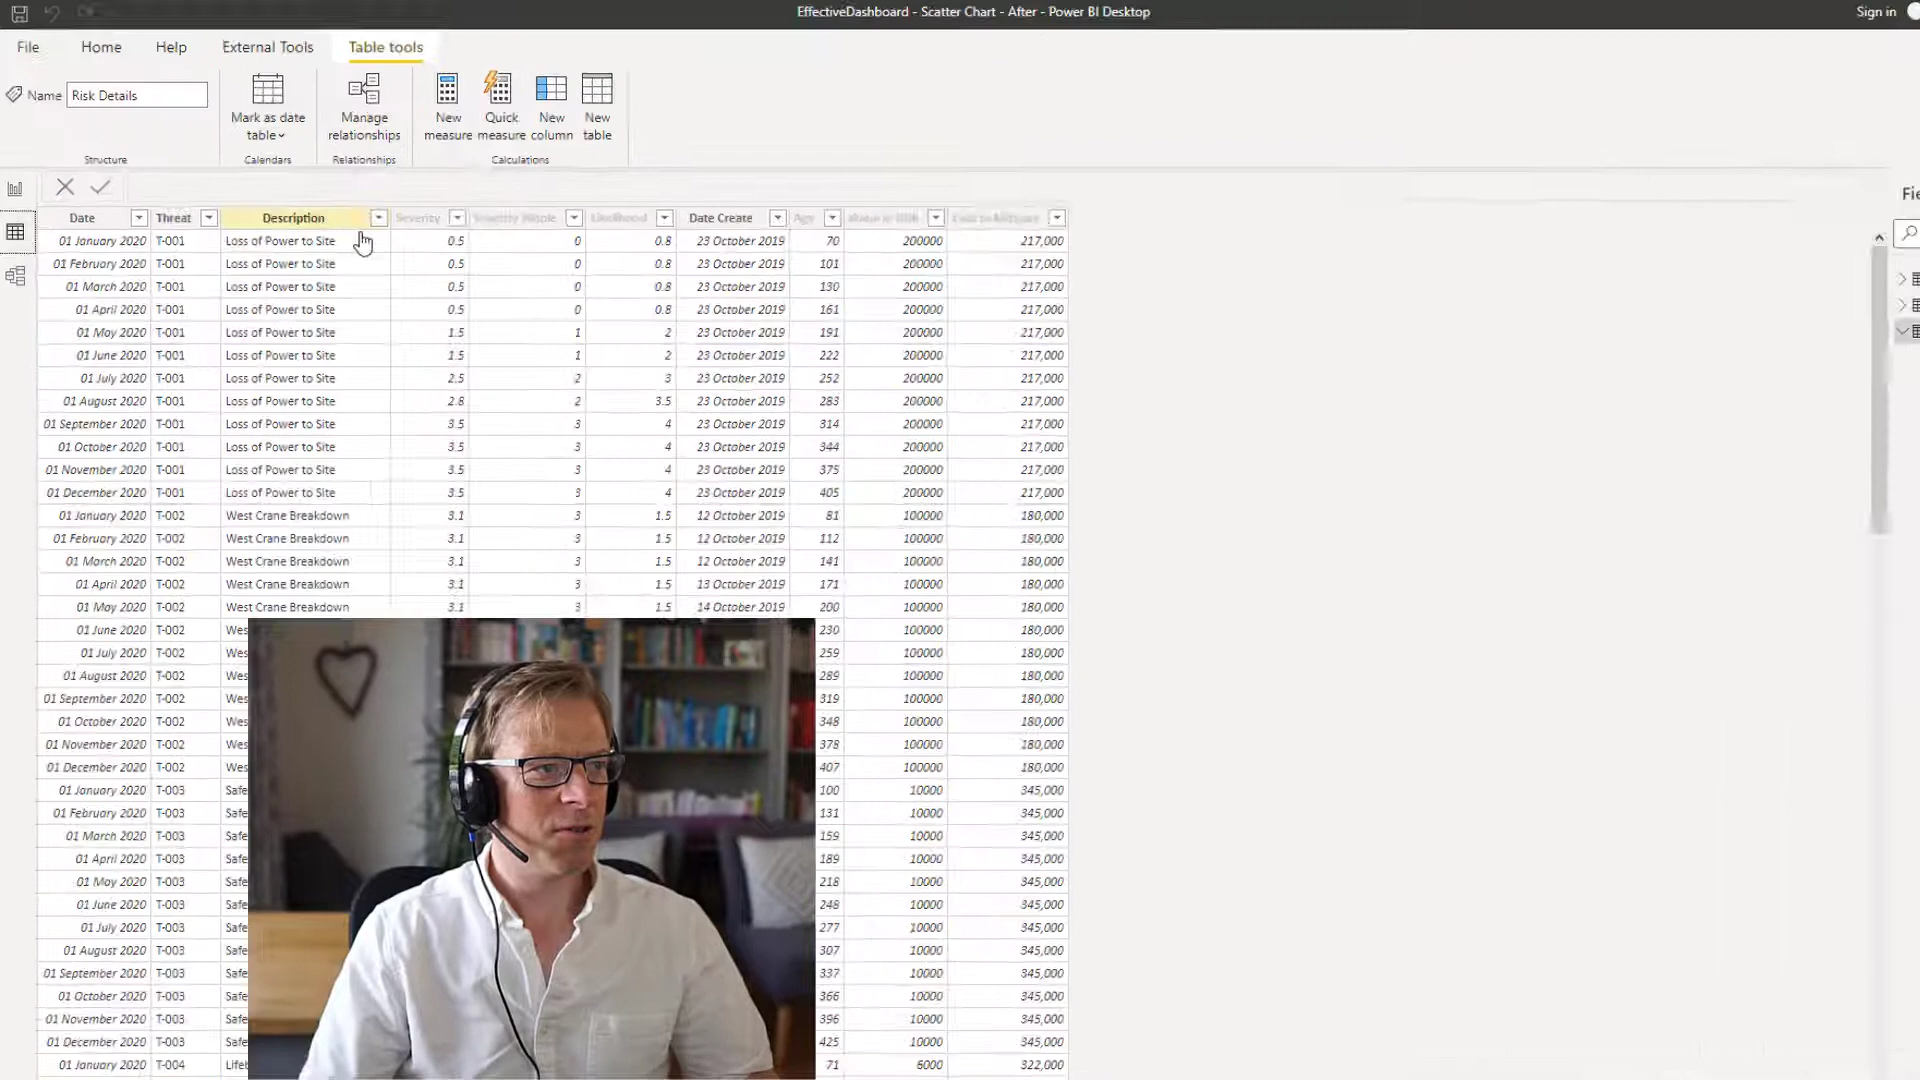 EffectiveDashboard - Scatter Chart - After - Power BI Desktop
Sign in
File Home Help External Tools Table tools
Name Risk Details
Mark as date table
Manage relationships
New measure
Quick measure
New column
New table
Structure Calendars Relationships Calculations
Date Threat Description Severity Likelihood Date Create Age
01 January 2020 T-001 Loss of Power to Site 0.5 0 0.8 23 October 2019 70 200000 217,000
01 February 2020 T-001 Loss of Power to Site 0.5 0 0.8 23 October 2019 101 200000 217,000
01 March 2020 T-001 Loss of Power to Site 0.5 0 0.8 23 October 2019 130 200000 217,000
01 April 2020 T-001 Loss of Power to Site 0.5 0 0.8 23 October 2019 161 200000 217,000
01 May 2020 T-001 Loss of Power to Site 1.5 1 2 23 October 2019 191 200000 217,000
01 June 2020 T-001 Loss of Power to Site 1.5 1 2 23 October 2019 222 200000 217,000
01 July 2020 T-001 Loss of Power to Site 2.5 2 3 23 October 2019 252 200000 217,000
01 August 2020 T-001 Loss of Power to Site 2.8 2 3.5 23 October 2019 283 200000 217,000
01 September 2020 T-001 Loss of Power to Site 3.5 3 4 23 October 2019 314 200000 217,000
01 October 2020 T-001 Loss of Power to Site 3.5 3 4 23 October 2019 344 200000 217,000
01 November 2020 T-001 Loss of Power to Site 3.5 3 4 23 October 2019 375 200000 217,000
01 December 2020 T-001 Loss of Power to Site 3.5 3 4 23 October 2019 405 200000 217,000
01 January 2020 T-002 West Crane Breakdown 3.1 3 1.5 12 October 2019 81 100000 180,000
01 February 2020 T-002 West Crane Breakdown 3.1 3 1.5 12 October 2019 112 100000 180,000
01 March 2020 T-002 West Crane Breakdown 3.1 3 1.5 12 October 2019 141 100000 180,000
01 April 2020 T-002 West Crane Breakdown 3.1 3 1.5 13 October 2019 171 100000 180,000
01 May 2020 T-002 West Crane Breakdown 3.1 3 1.5 14 October 2019 200 100000 180,000
01 June 2020 T-002 Wes 230 100000 180,000
01 July 2020 T-002 Wes 259 100000 180,000
01 August 2020 T-002 Wes 289 100000 180,000
01 September 2020 T-002 Wes 319 100000 180,000
01 October 2020 T-002 Wes 348 100000 180,000
01 November 2020 T-002 Wes 378 100000 180,000
01 December 2020 T-002 Wes 407 100000 180,000
01 January 2020 T-003 Safe 100 10000 345,000
01 February 2020 T-003 Safe 131 10000 345,000
01 March 2020 T-003 Safe 159 10000 345,000
01 April 2020 T-003 Safe 189 10000 345,000
01 May 2020 T-003 Safe 218 10000 345,000
01 June 2020 T-003 Safe 248 10000 345,000
01 July 2020 T-003 Safe 277 10000 345,000
01 August 2020 T-003 Safe 307 10000 345,000
01 September 2020 T-003 Safe 337 10000 345,000
01 October 2020 T-003 Safe 366 10000 345,000
01 November 2020 T-003 Safe 396 10000 345,000
01 December 2020 T-003 Safe 425 10000 345,000
01 January 2020 T-004 Lifeb 71 6000 322,000